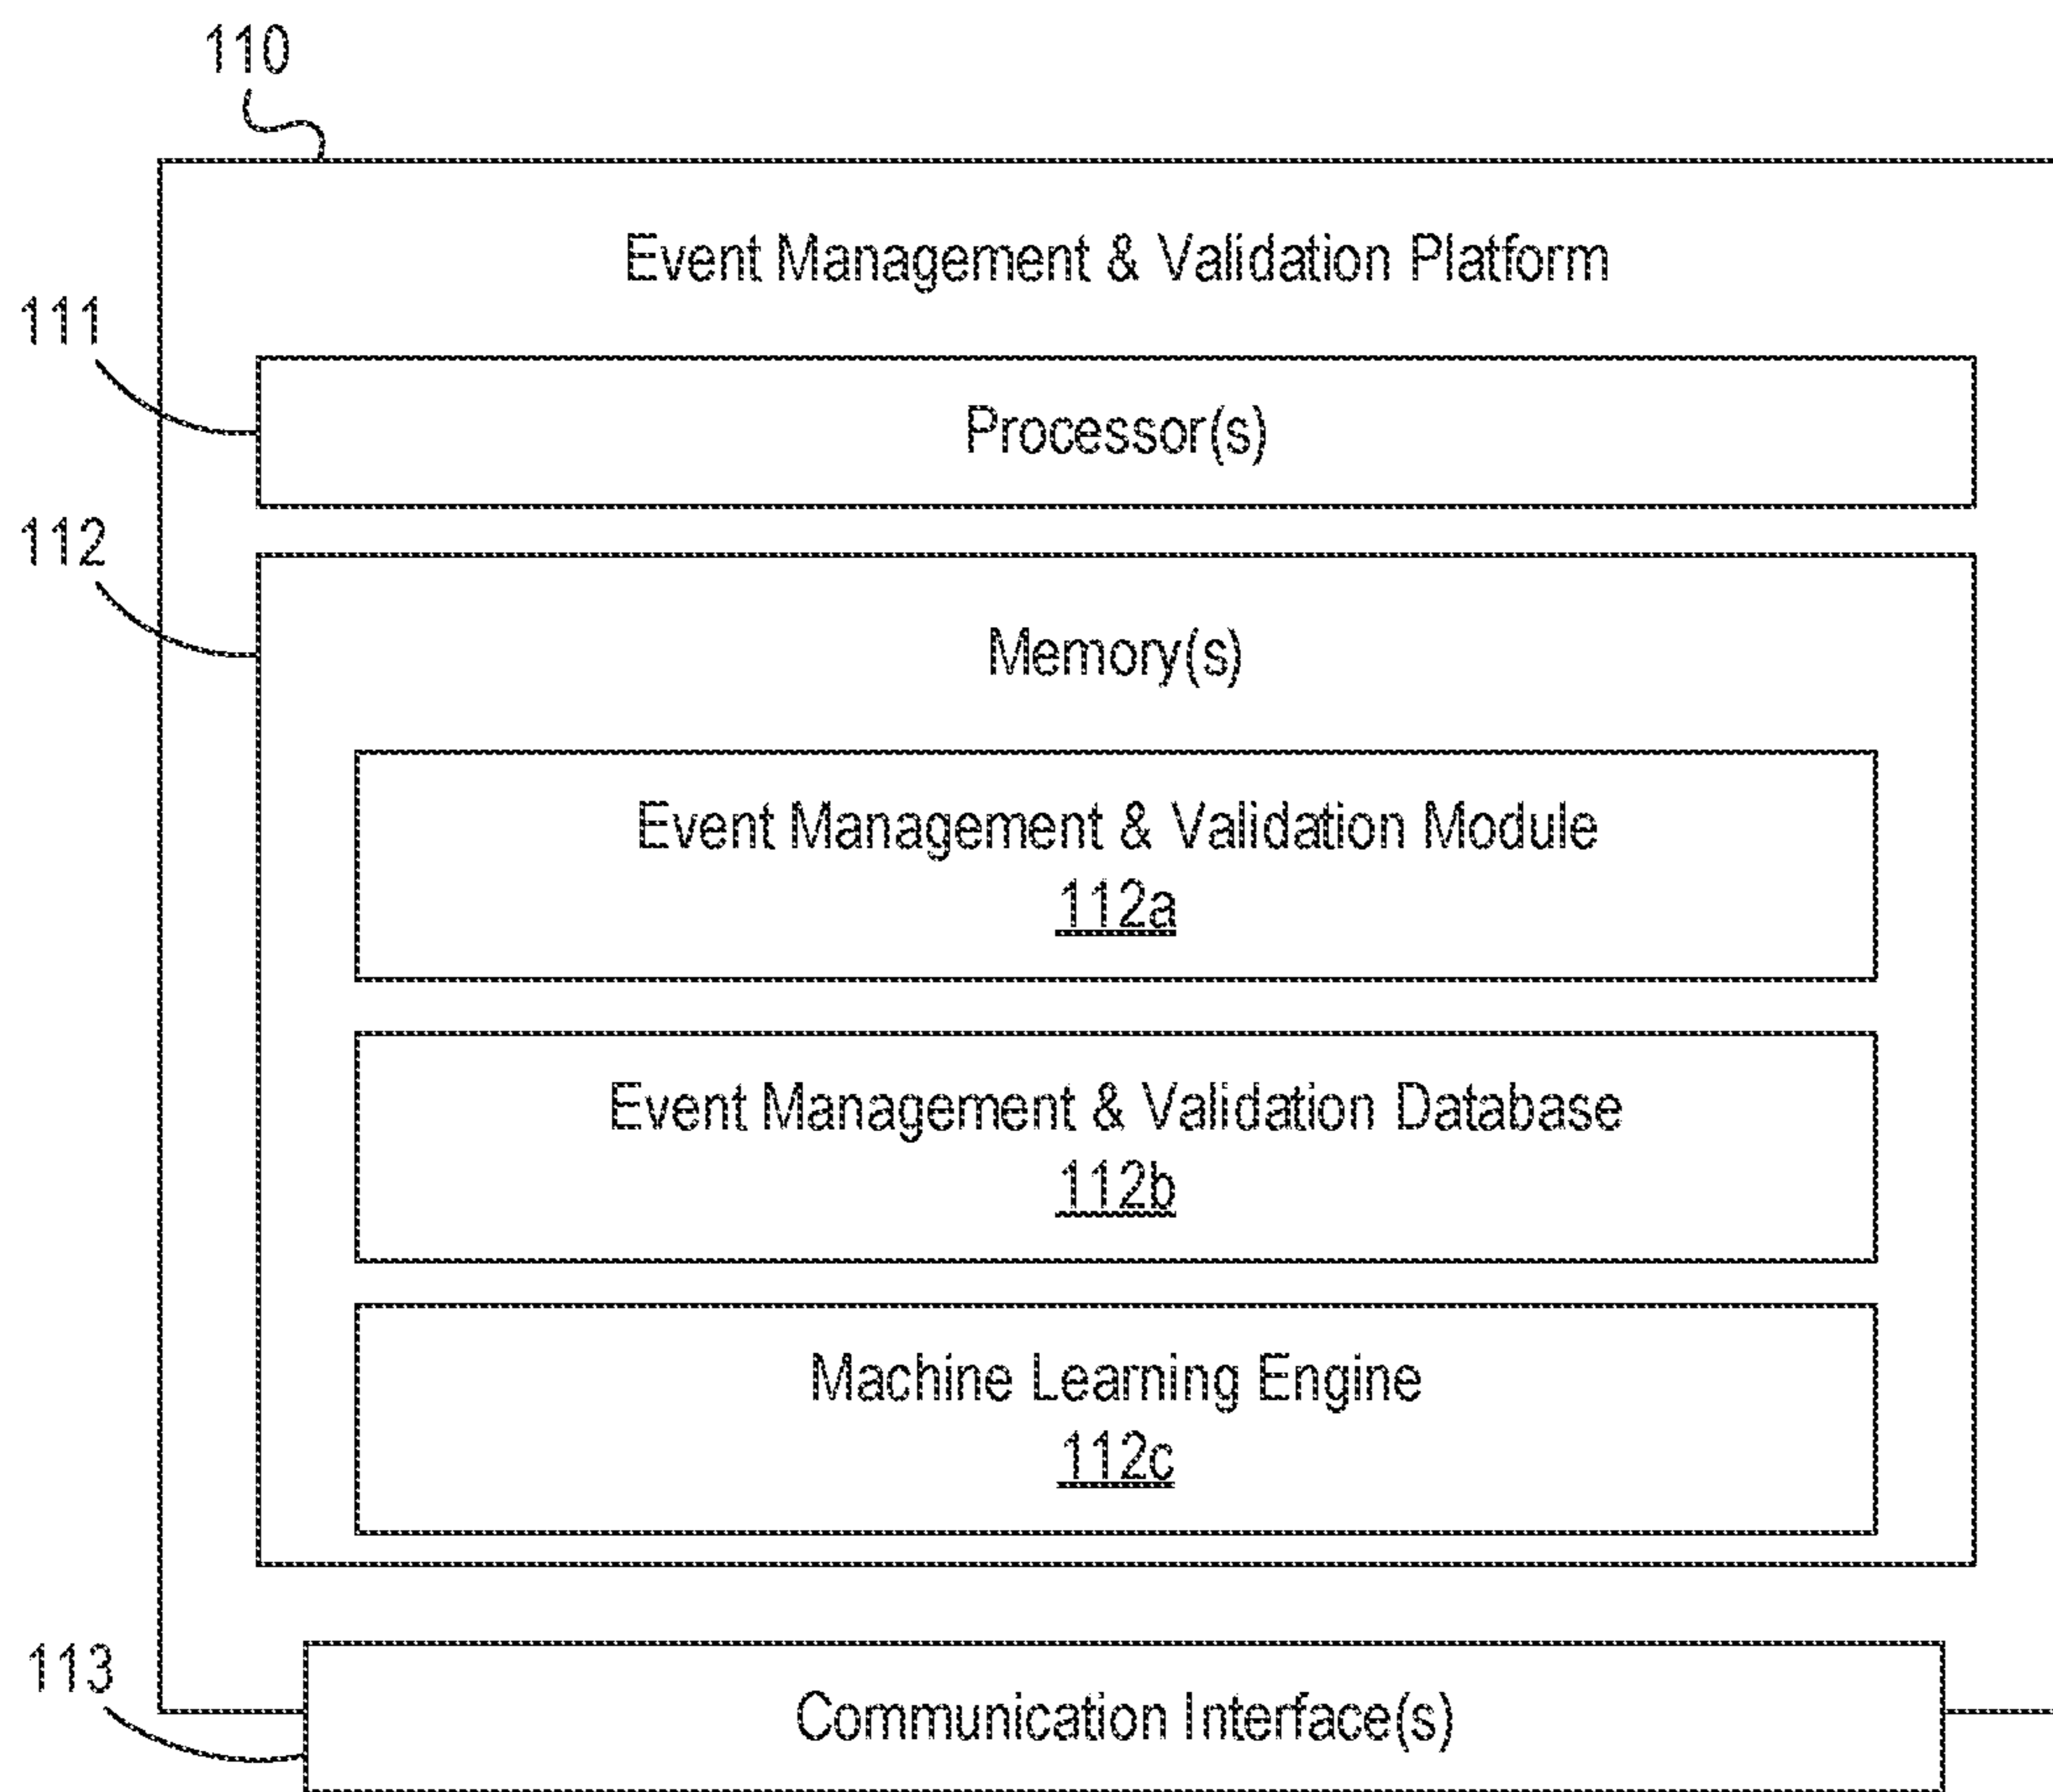 110
Event Management & Validation Platform
111
Processor(s)
112
Memory(s)
Event Management & Validation Module
112a
Event Management & Validation Database
112b
Machine Learning Engine
112c
113
Communication Interface(s)